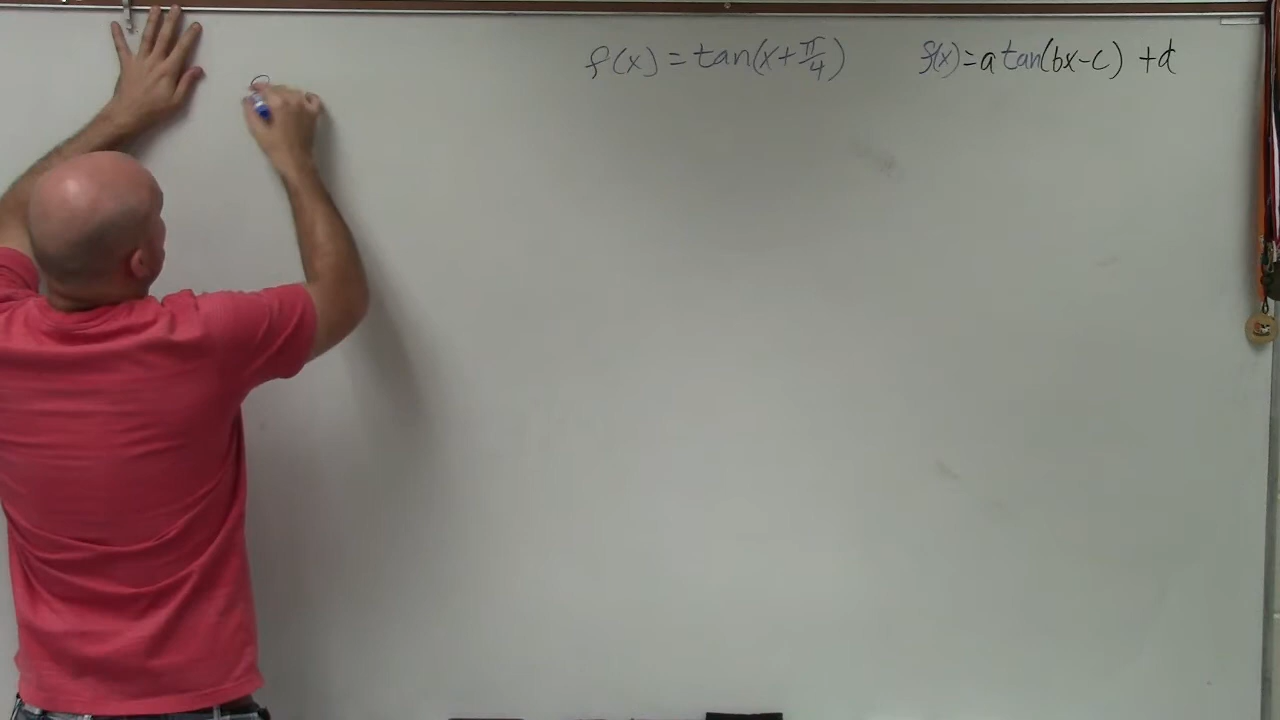 f(x) = tan(x + π/4)
f(x) = a tan(bx - c) + d